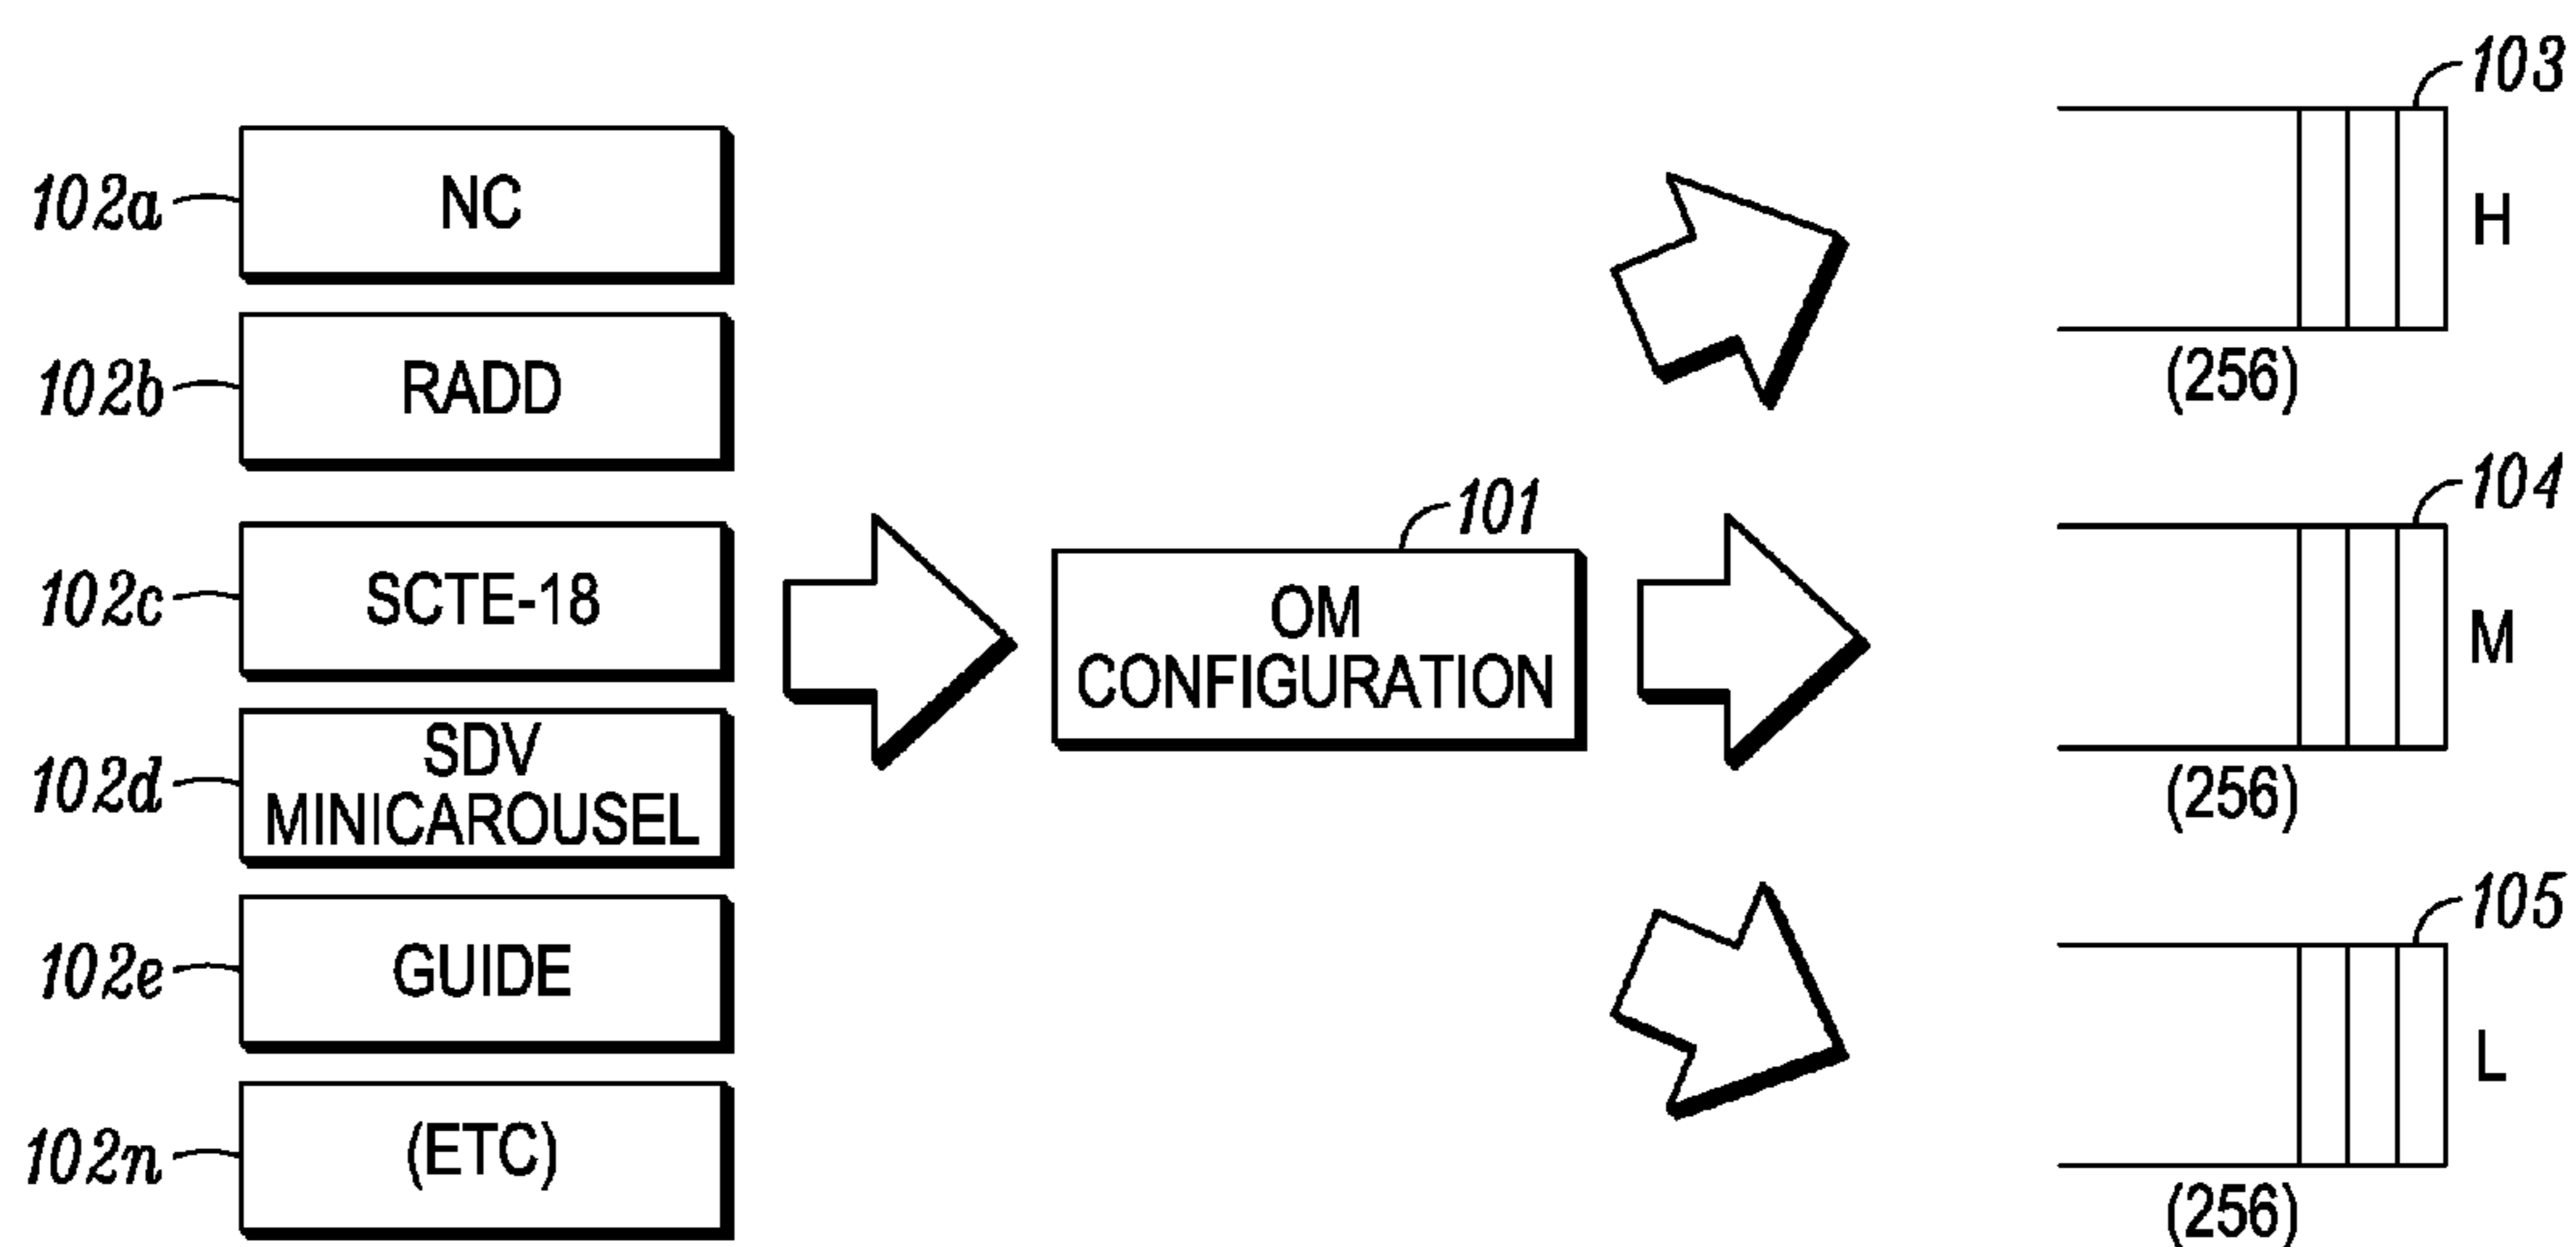 102a
NC
102b
RADD
102c
SCTE-18
102d
SDV
MINICAROUSEL
102e
GUIDE
102n
(ETC)
101
OM
CONFIGURATION
103
H
(256)
104
M
(256)
105
L
(256)